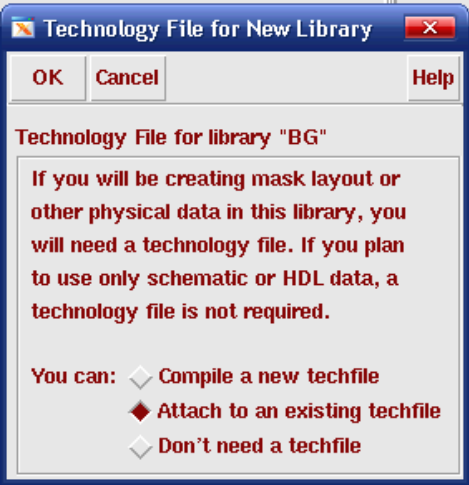 Technology File for New Library
OK Cancel Help
Technology File for library "BG"
If you will be creating mask layout or
other physical data in this library, you
will need a technology file. If you plan
to use only schematic or HDL data, a
technology file is not required.
You can: Compile a new techfile
Attach to an existing techfile
Don't need a techfile